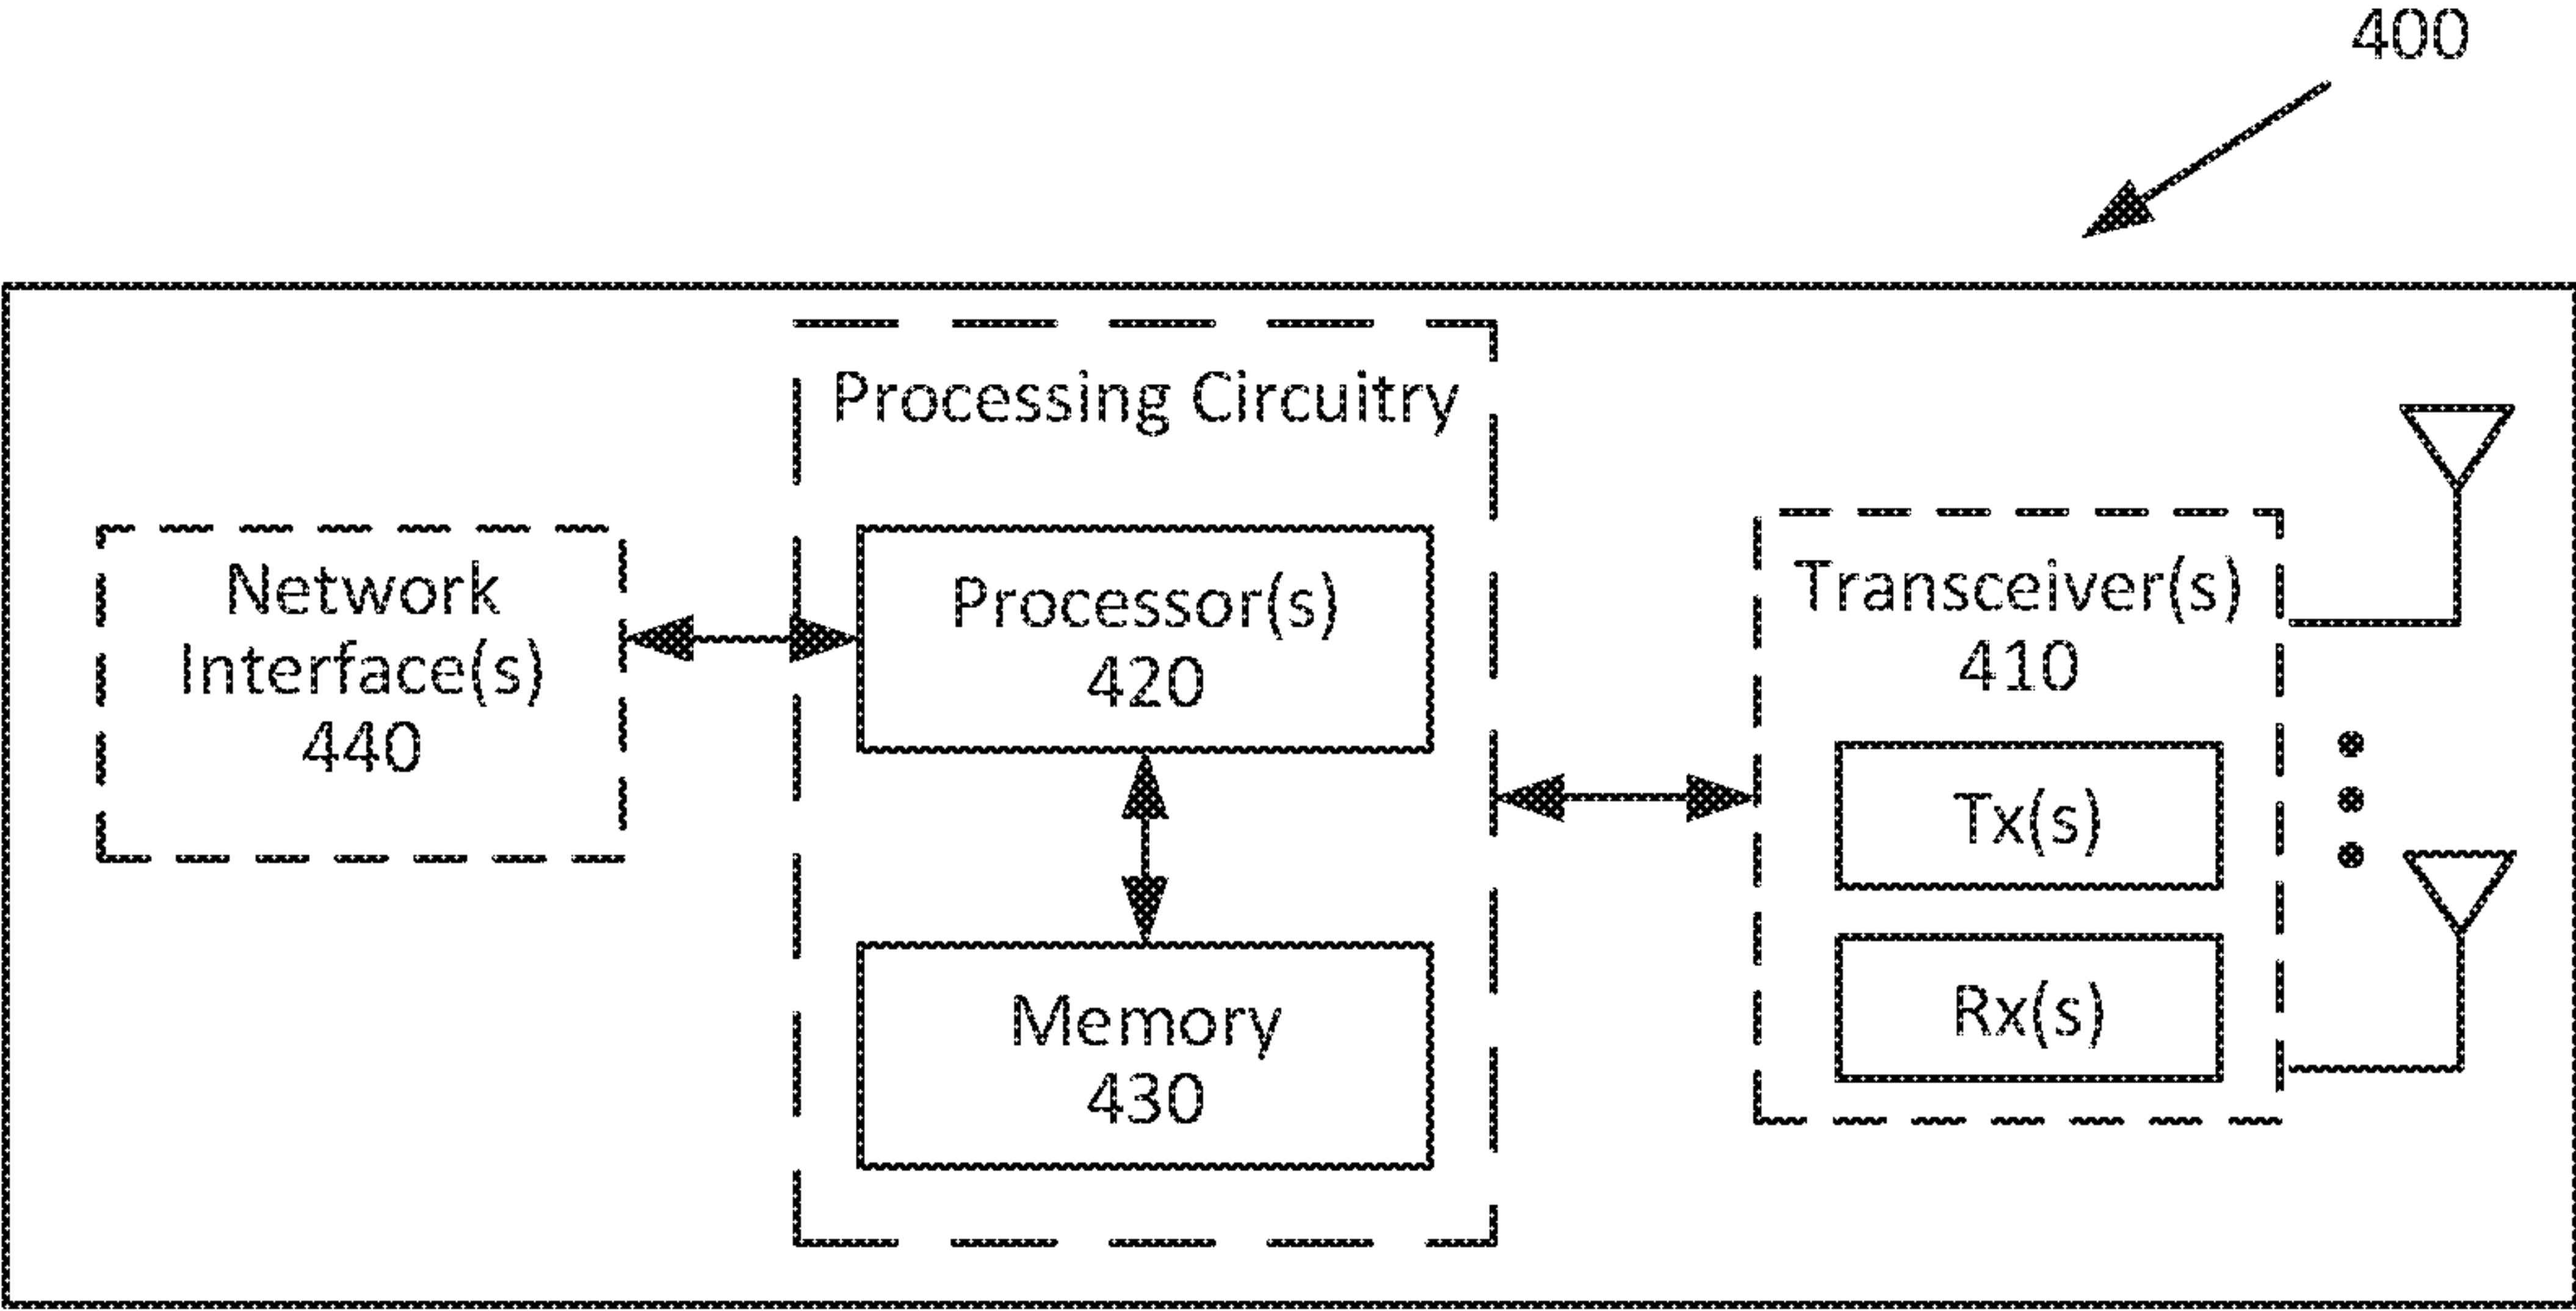 400
Processing Circuitry
Network
Interface(s)
440
Processor(s)
420
Memory
430
Transceiver(s)
410
Tx(s)
Rx(s)